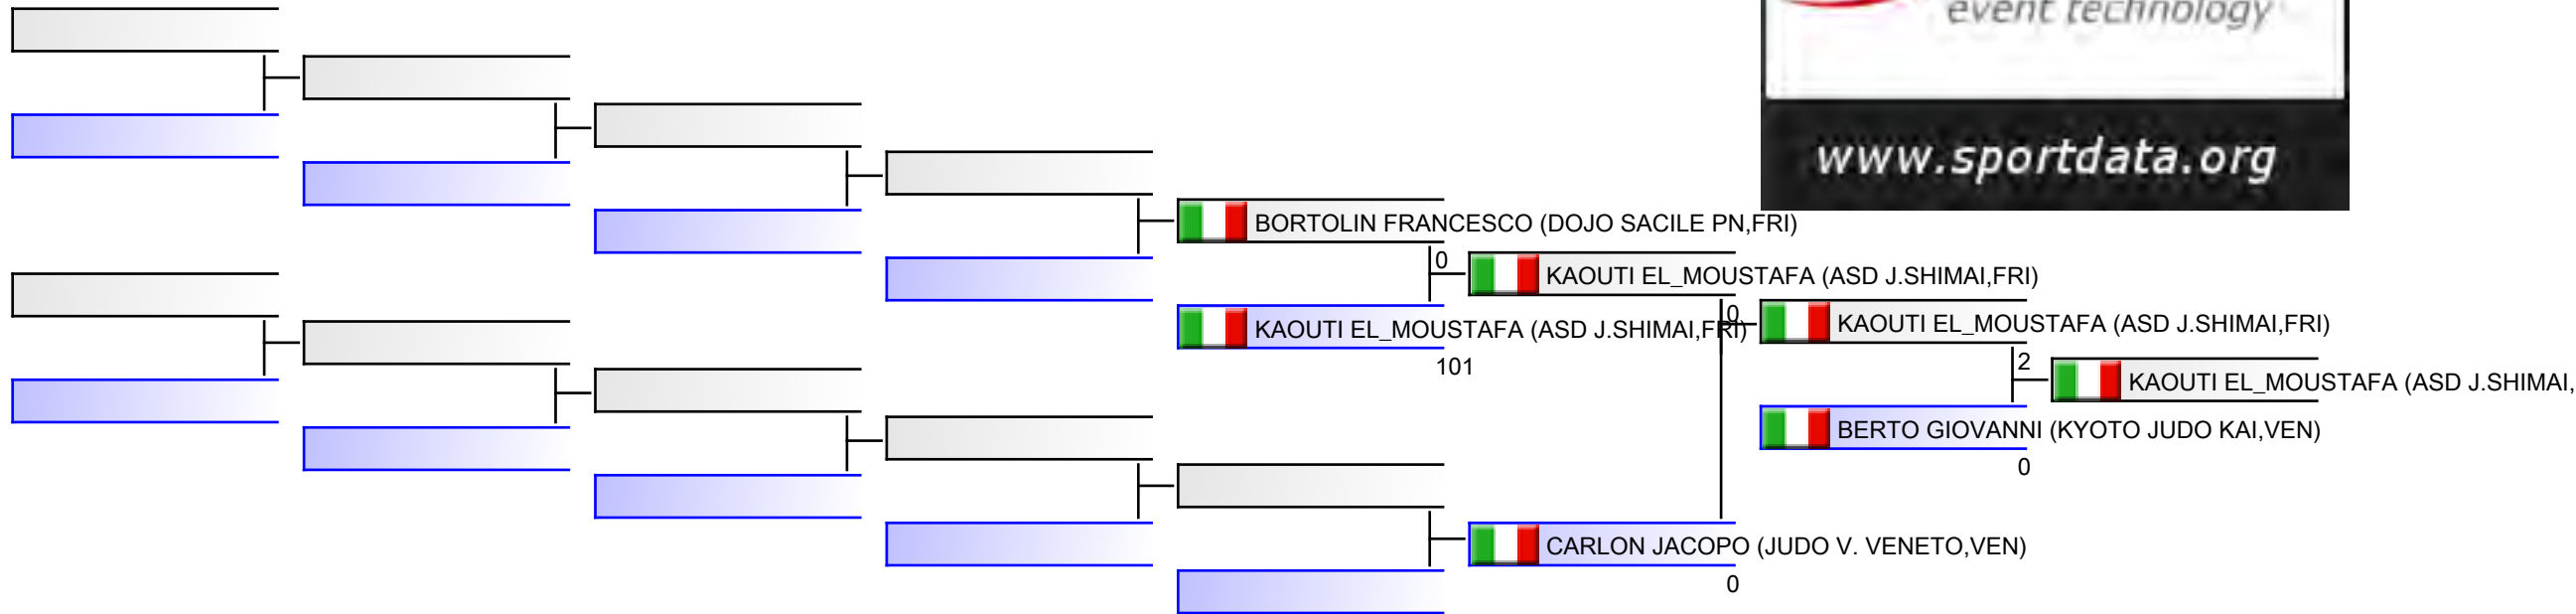 event technology
www.sportdata.org
BORTOLIN FRANCESCO (DOJO SACILE PN,FRI)
0
KAOUTI EL_MOUSTAFA (ASD J.SHIMAI,FRI)
0
KAOUTI EL_MOUSTAFA (ASD J.SHIMAI,FRI)
KAOUTI EL_MOUSTAFA (ASD J.SHIMAI,FRI)
101
2
KAOUTI EL_MOUSTAFA (ASD J.SHIMAI,
BERTO GIOVANNI (KYOTO JUDO KAI,VEN)
0
CARLON JACOPO (JUDO V. VENETO,VEN)
0